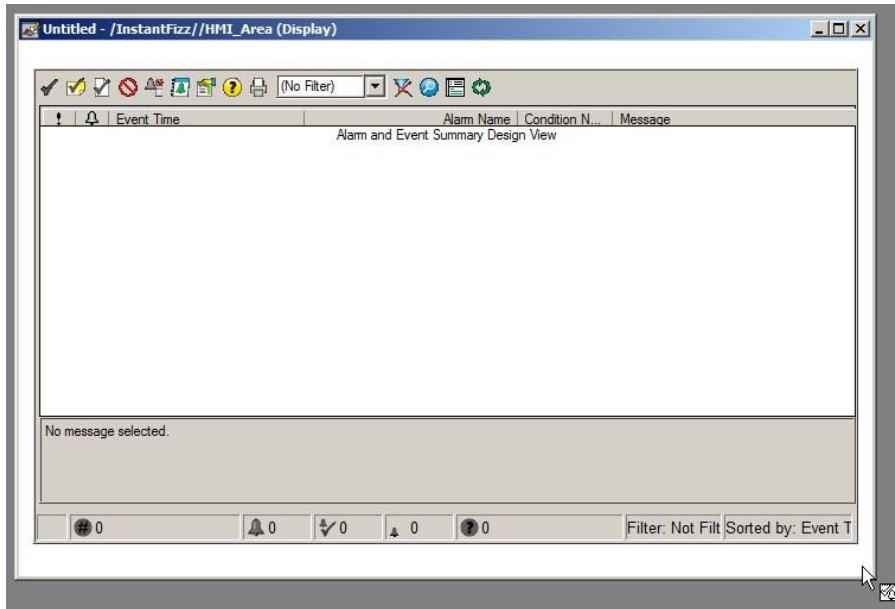 Untitled - /InstantFizz//HMI_Area (Display)
(No Filter)
! Event Time Alarm Name Condition N... Message
Alarm and Event Summary Design View
No message selected.
# 0 0 0 0 ? 0 Filter: Not Filt Sorted by: Event T